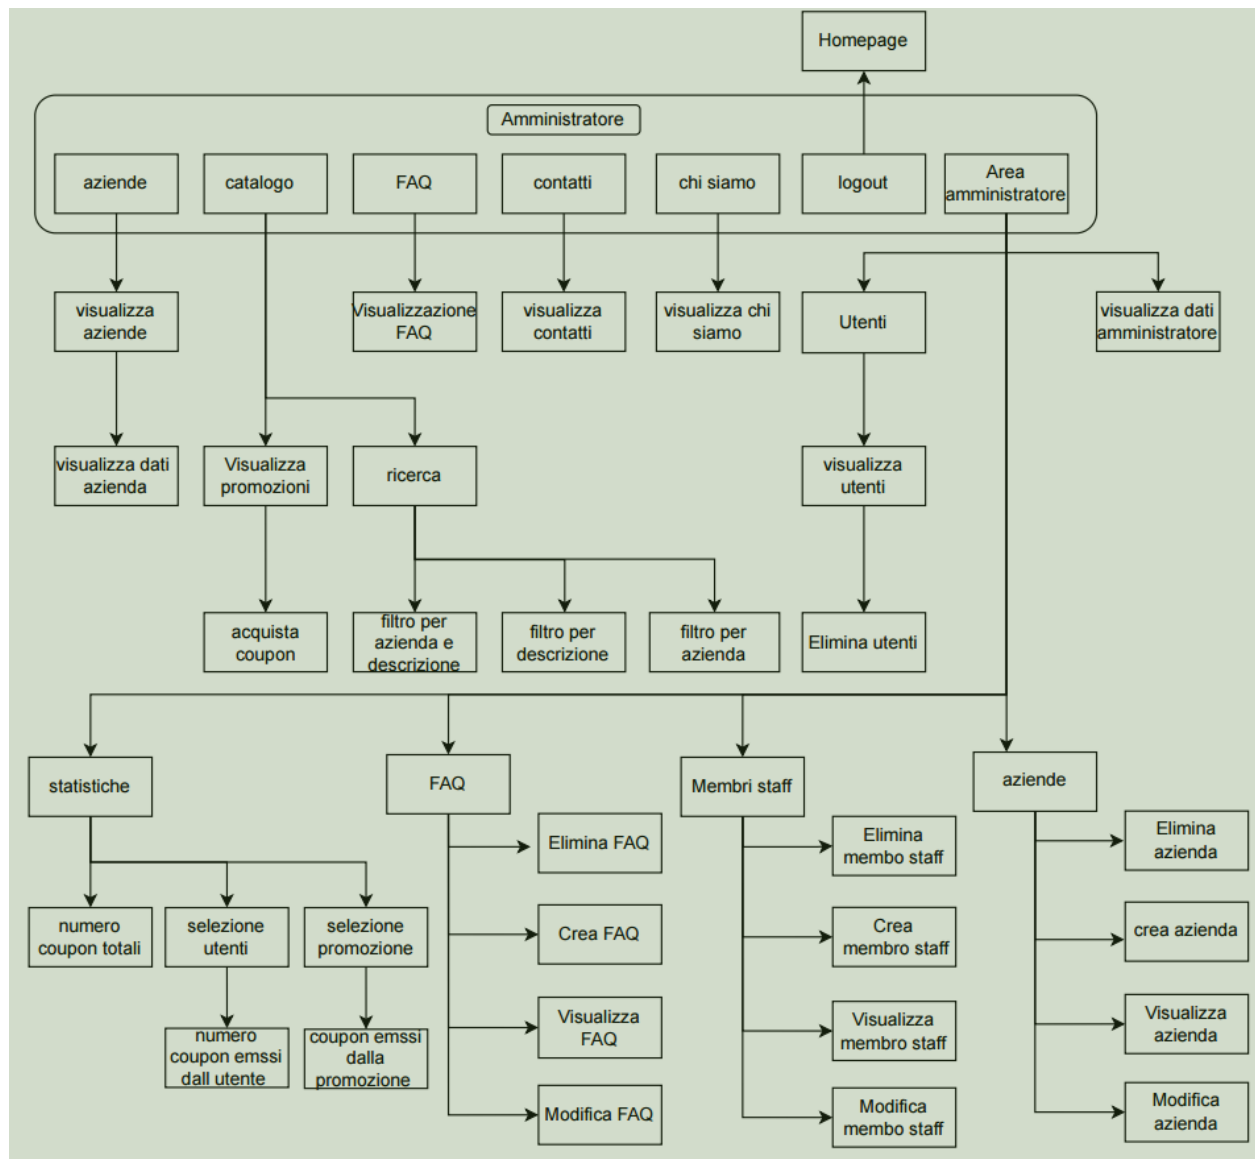 Homepage
Amministratore
aziende
catalogo
FAQ
contatti
chi siamo
logout
Area
amministratore
visualizza
aziende
Visualizzazione
FAQ
visualizza
contatti
visualizza chi
siamo
Utenti
visualizza dati
amministratore
visualizza dati
azienda
Visualizza
promozioni
ricerca
visualizza
utenti
acquista
coupon
filtro per
azienda e
descrizione
filtro per
descrizione
filtro per
azienda
Elimina utenti
statistiche
FAQ
Membri staff
aziende
Elimina FAQ
Elimina
membo staff
Elimina
azienda
numero
coupon totali
selezione
utenti
selezione
promozione
Crea FAQ
Crea
membro staff
crea azienda
numero
coupon emssi
dall utente
coupon emssi
dalla
promozione
Visualizza
FAQ
Visualizza
membro staff
Visualizza
azienda
Modifica FAQ
Modifica
membo staff
Modifica
azienda